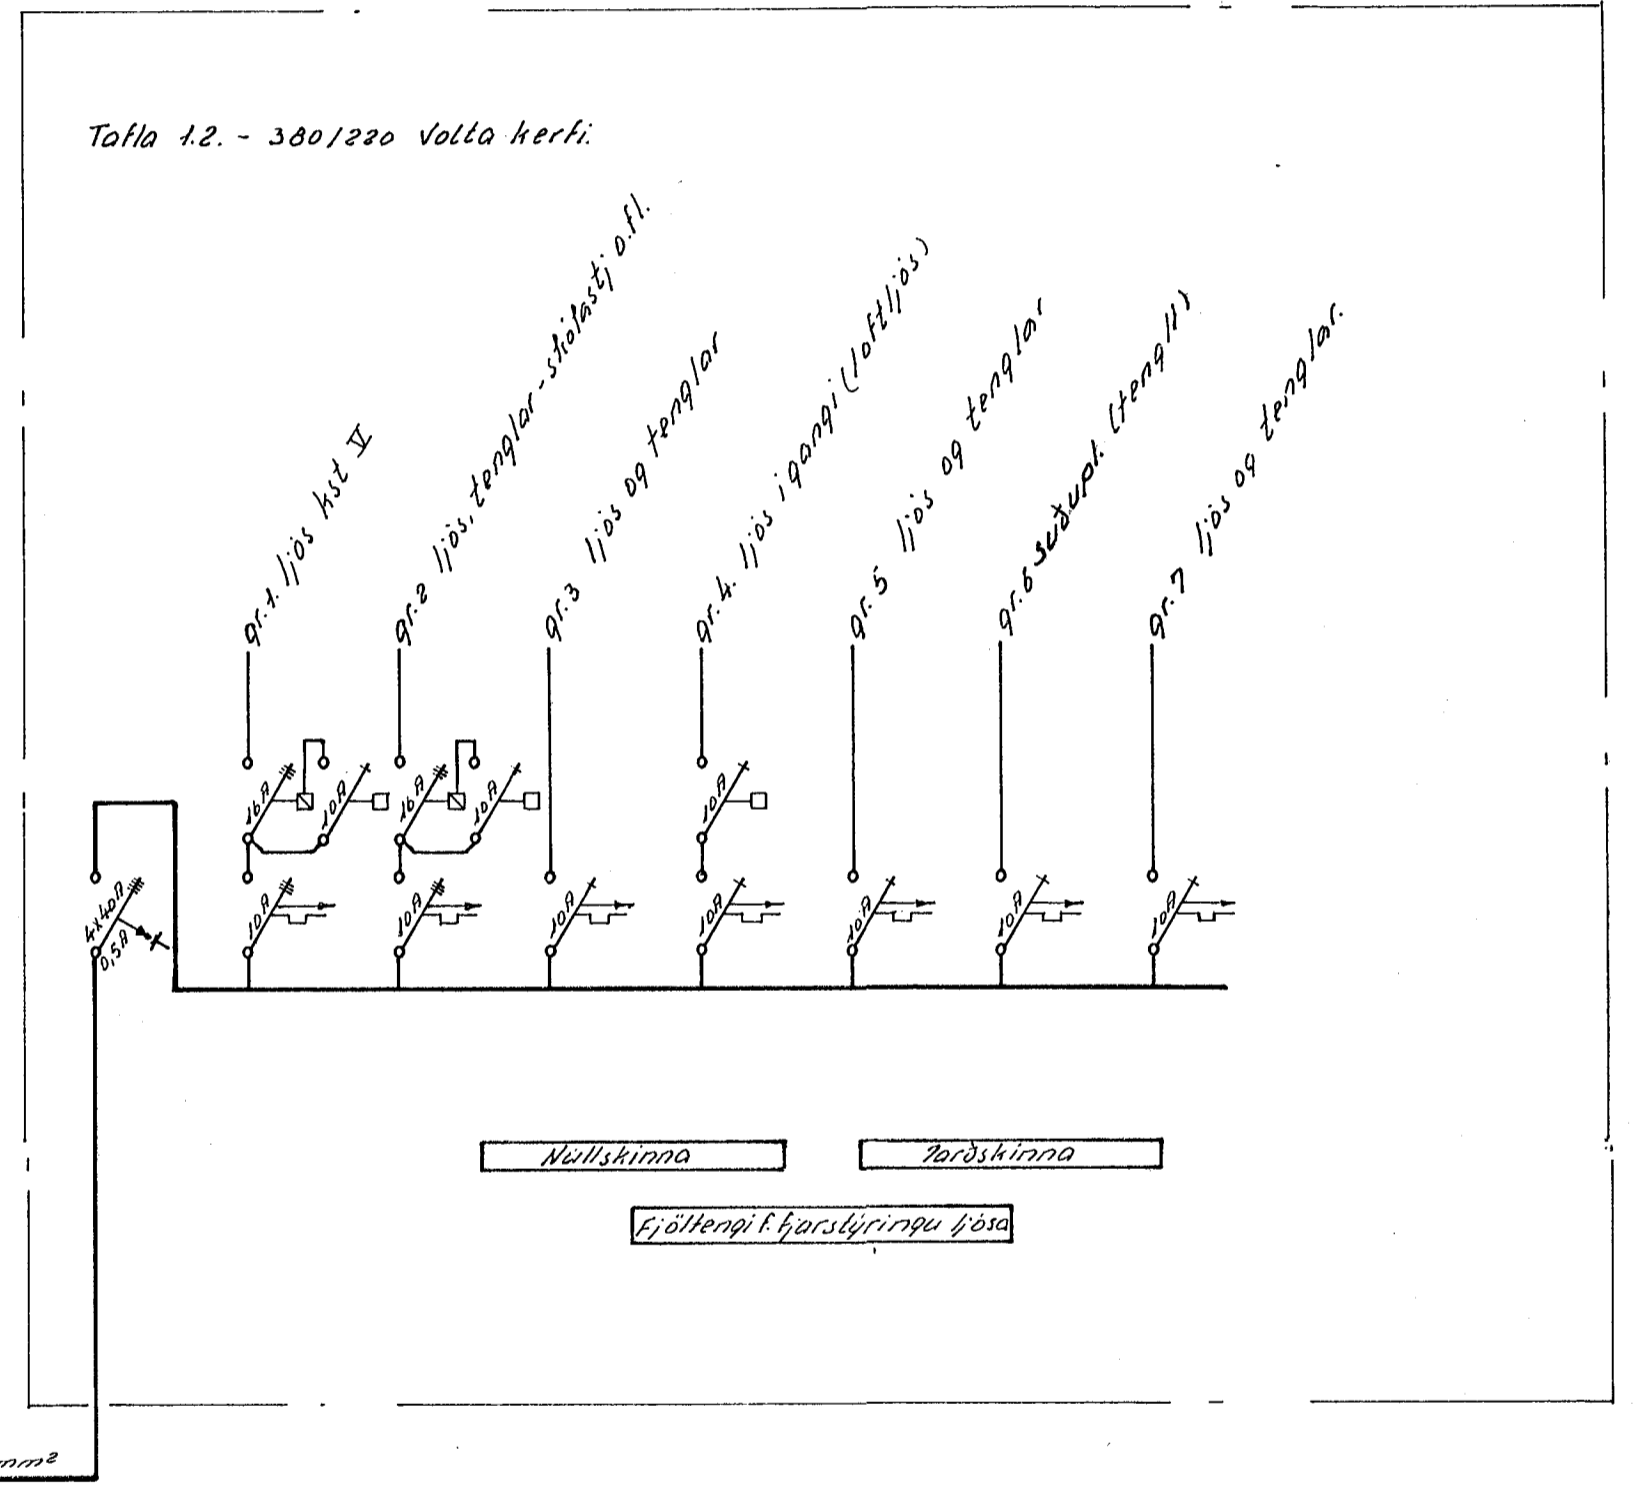 Tafla 1.2. - 380/220 Volta kerfi.
gr.1. ljós kst V
gr.2 ljós, tenglar - skólastj o.fl.
gr.3 ljós og tenglar
gr.4. ljós í gangi (loftljós)
gr.5 ljós og tenglar
gr.6 suðupl. (tengll)
gr.7 ljós og tenglar.
16A
10A
16A
10A
10A
4x40A
0,5A
10A
10A
10A
10A
10A
10A
10A
Núllskinna
Jarðskinna
Fjöltengi f. fjarstýringu ljósa
mm²